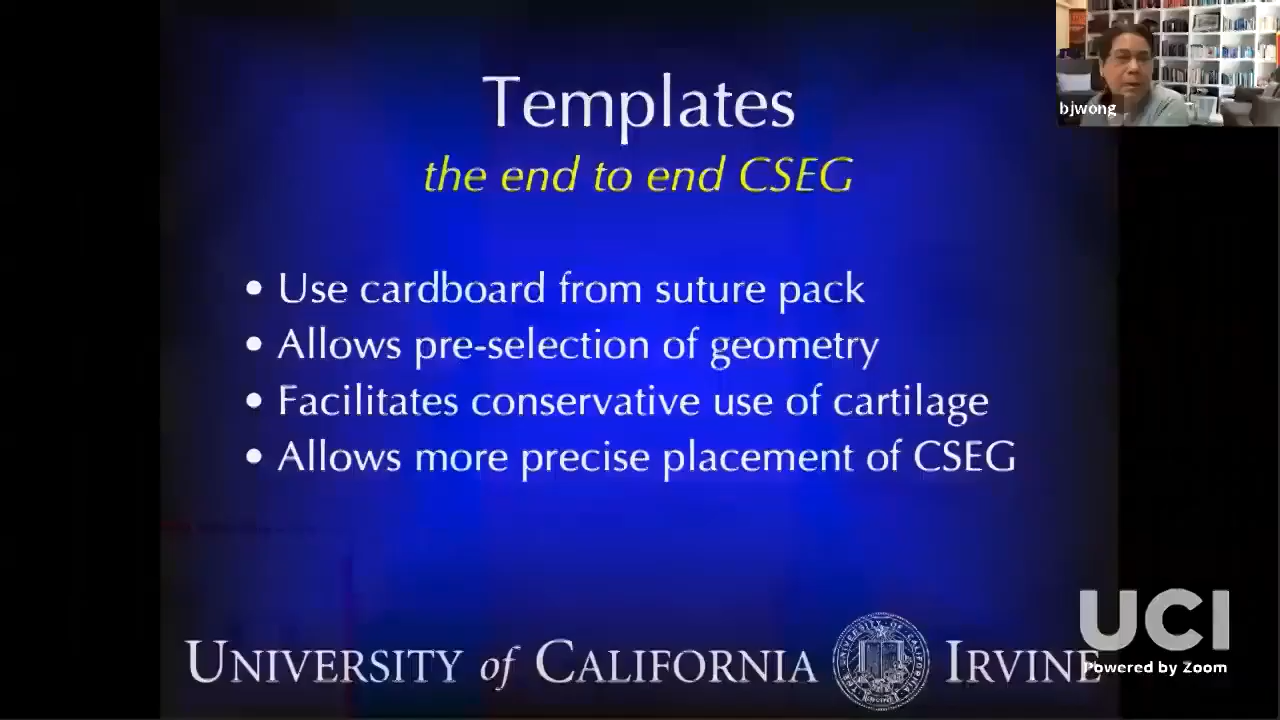 Templates
the end to end CSEG
bjwong
• Use cardboard from suture pack
• Allows pre-selection of geometry
• Facilitates conservative use of cartilage
• Allows more precise placement of CSEG
UNIVERSITY of CALIFORNIA IRVINE
UCI
Powered by Zoom